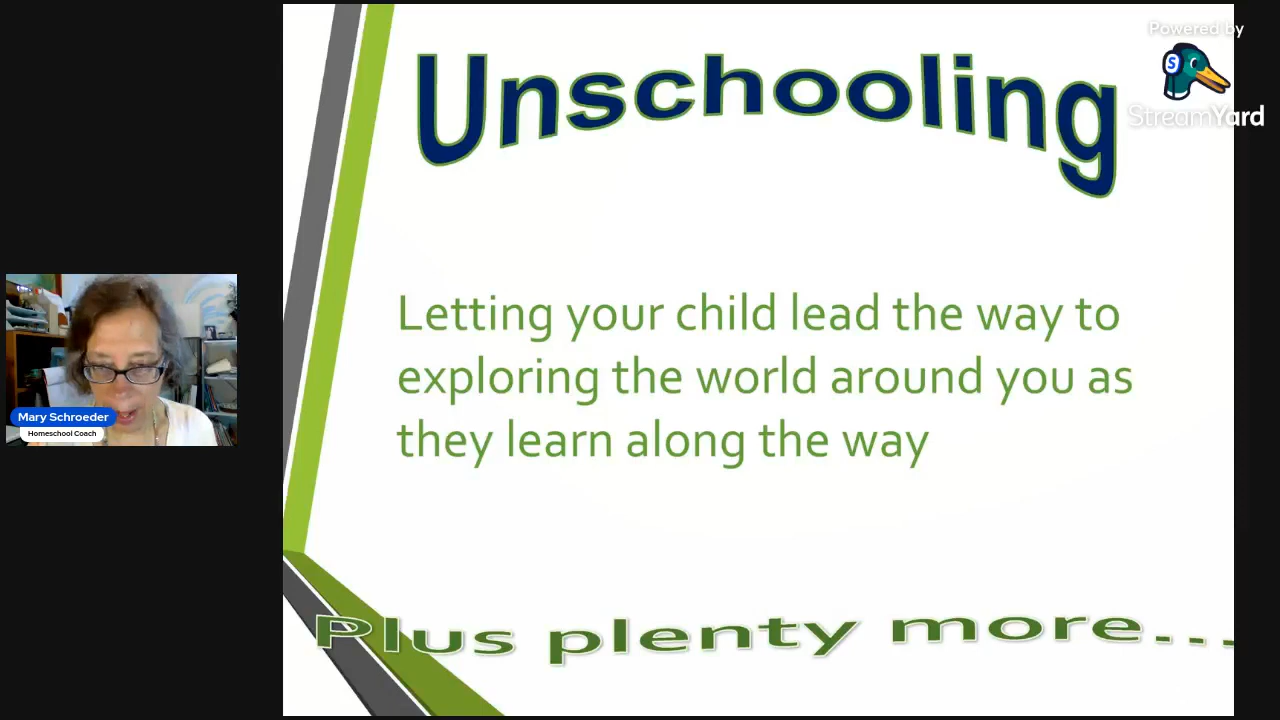 Unschooling
Letting your child lead the way to
exploring the world around you as
they learn along the way
Plus plenty more...
Mary Schroeder
Homeschool Coach
Powered by
S
StreamYard